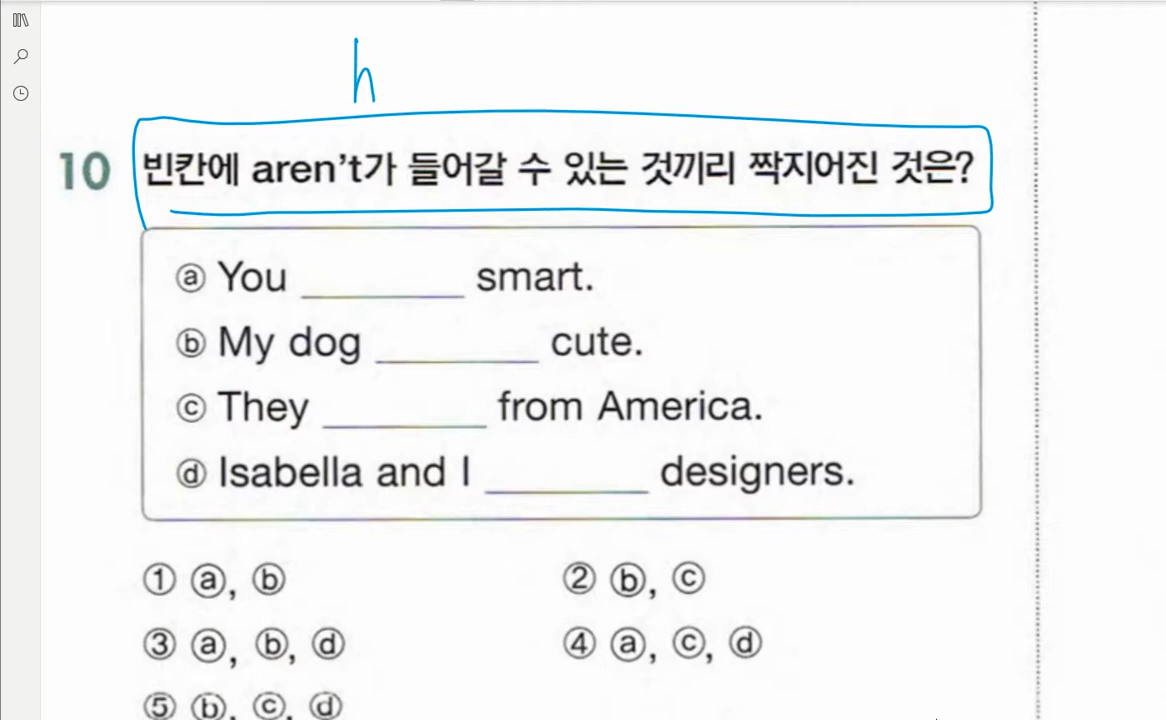 h
10 빈칸에 aren't가 들어갈 수 있는 것끼리 짝지어진 것은?
ⓐ You ________ smart.
ⓑ My dog ________ cute.
ⓒ They ________ from America.
ⓓ Isabella and I ________ designers.
① ⓐ, ⓑ ② ⓑ, ⓒ
③ ⓐ, ⓑ, ⓓ ④ ⓐ, ⓒ, ⓓ
⑤ ⓑ, ⓒ, ⓓ